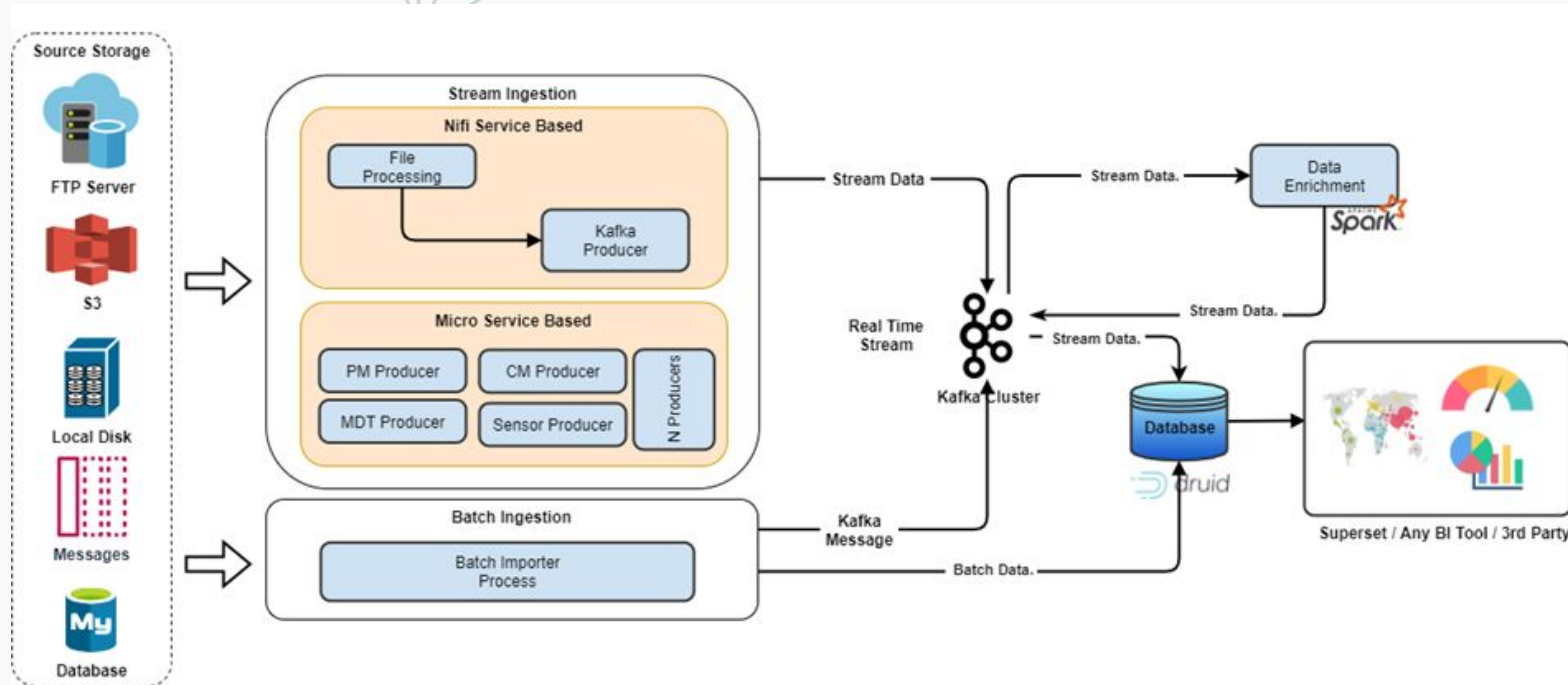 Source Storage
FTP Server
S3
Local Disk
Messages
My
Database
Stream Ingestion
Nifi Service Based
File
Processing
Kafka
Producer
Micro Service Based
PM Producer
CM Producer
MDT Producer
Sensor Producer
N Producers
Batch Ingestion
Batch Importer
Process
Stream Data
Kafka
Message
Batch Data.
Real Time
Stream
Kafka Cluster
Stream Data.
Data
Enrichment
APACHE
Spark
Stream Data.
Stream Data.
Database
druid
Superset / Any BI Tool / 3rd Party